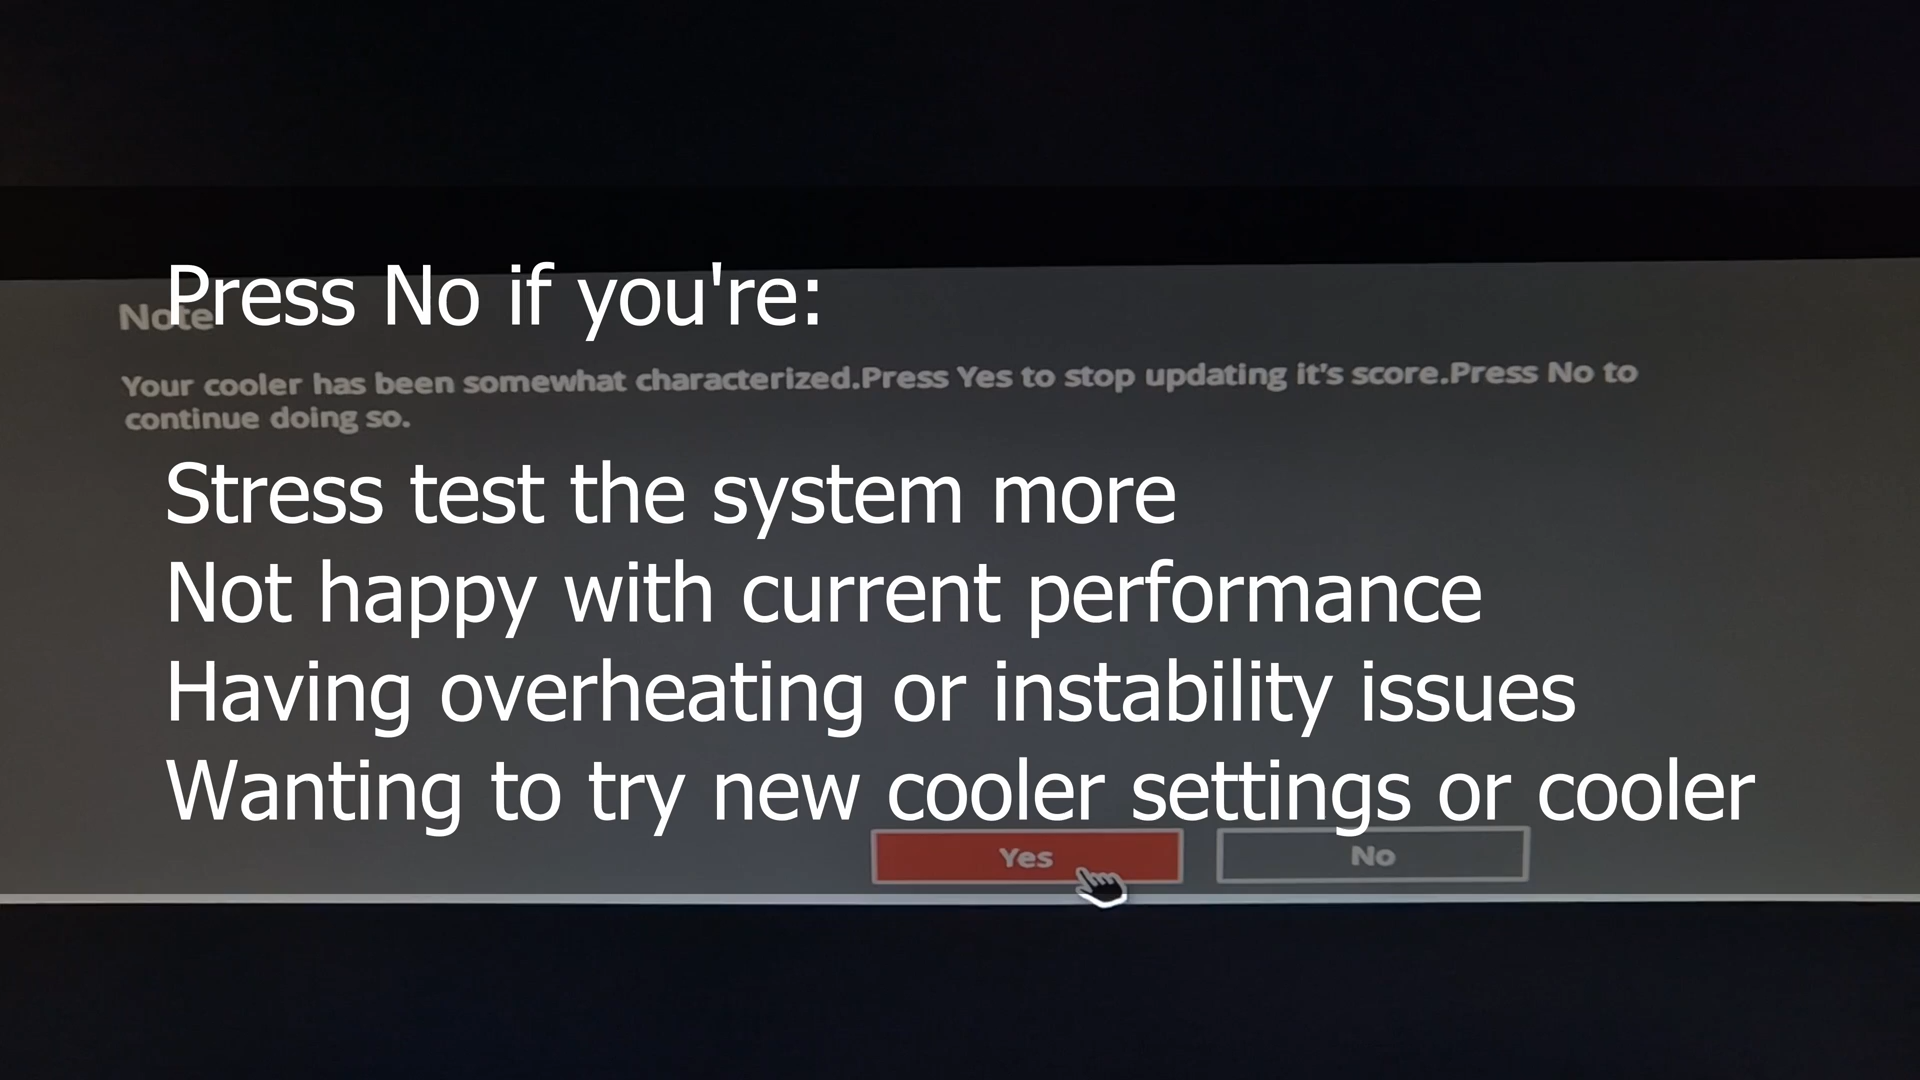 Press No if you're:
Note
Your cooler has been somewhat characterized.Press Yes to stop updating it's score.Press No to
continue doing so.
Stress test the system more
Not happy with current performance
Having overheating or instability issues
Wanting to try new cooler settings or cooler
Yes
No